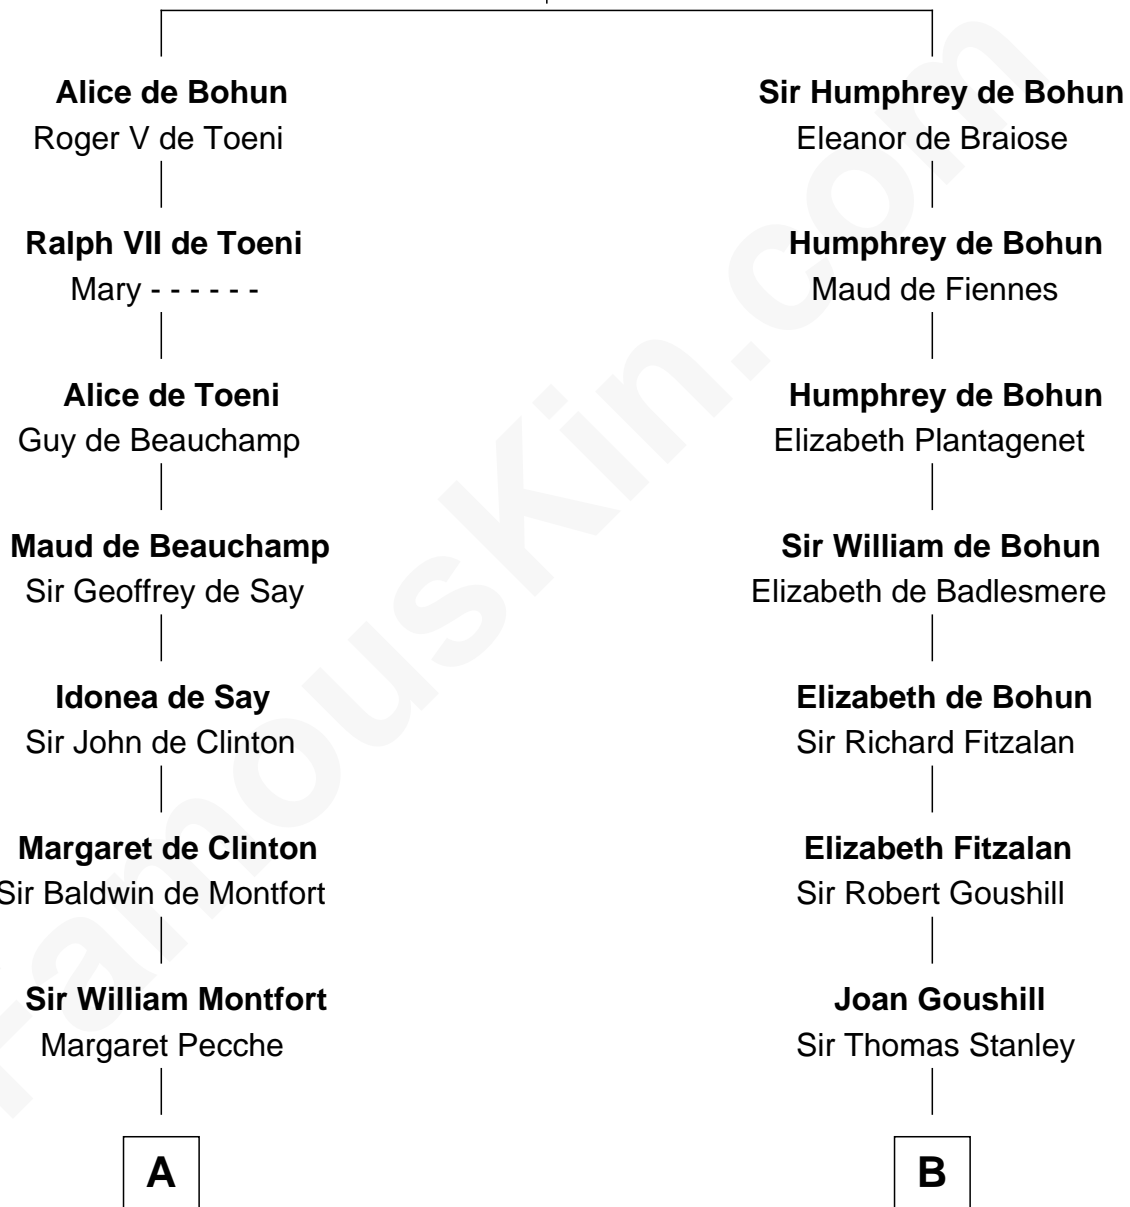 Alice de Bohun
Roger V de Toeni
Ralph VII de Toeni
Mary - - - - - -
Alice de Toeni
Guy de Beauchamp
Maud de Beauchamp
Sir Geoffrey de Say
Idonea de Say
Sir John de Clinton
Margaret de Clinton
Sir Baldwin de Montfort
Sir William Montfort
Margaret Pecche
A
Sir Humphrey de Bohun
Eleanor de Braiose
Humphrey de Bohun
Maud de Fiennes
Humphrey de Bohun
Elizabeth Plantagenet
Sir William de Bohun
Elizabeth de Badlesmere
Elizabeth de Bohun
Sir Richard Fitzalan
Elizabeth Fitzalan
Sir Robert Goushill
Joan Goushill
Sir Thomas Stanley
B
FamousKin.com